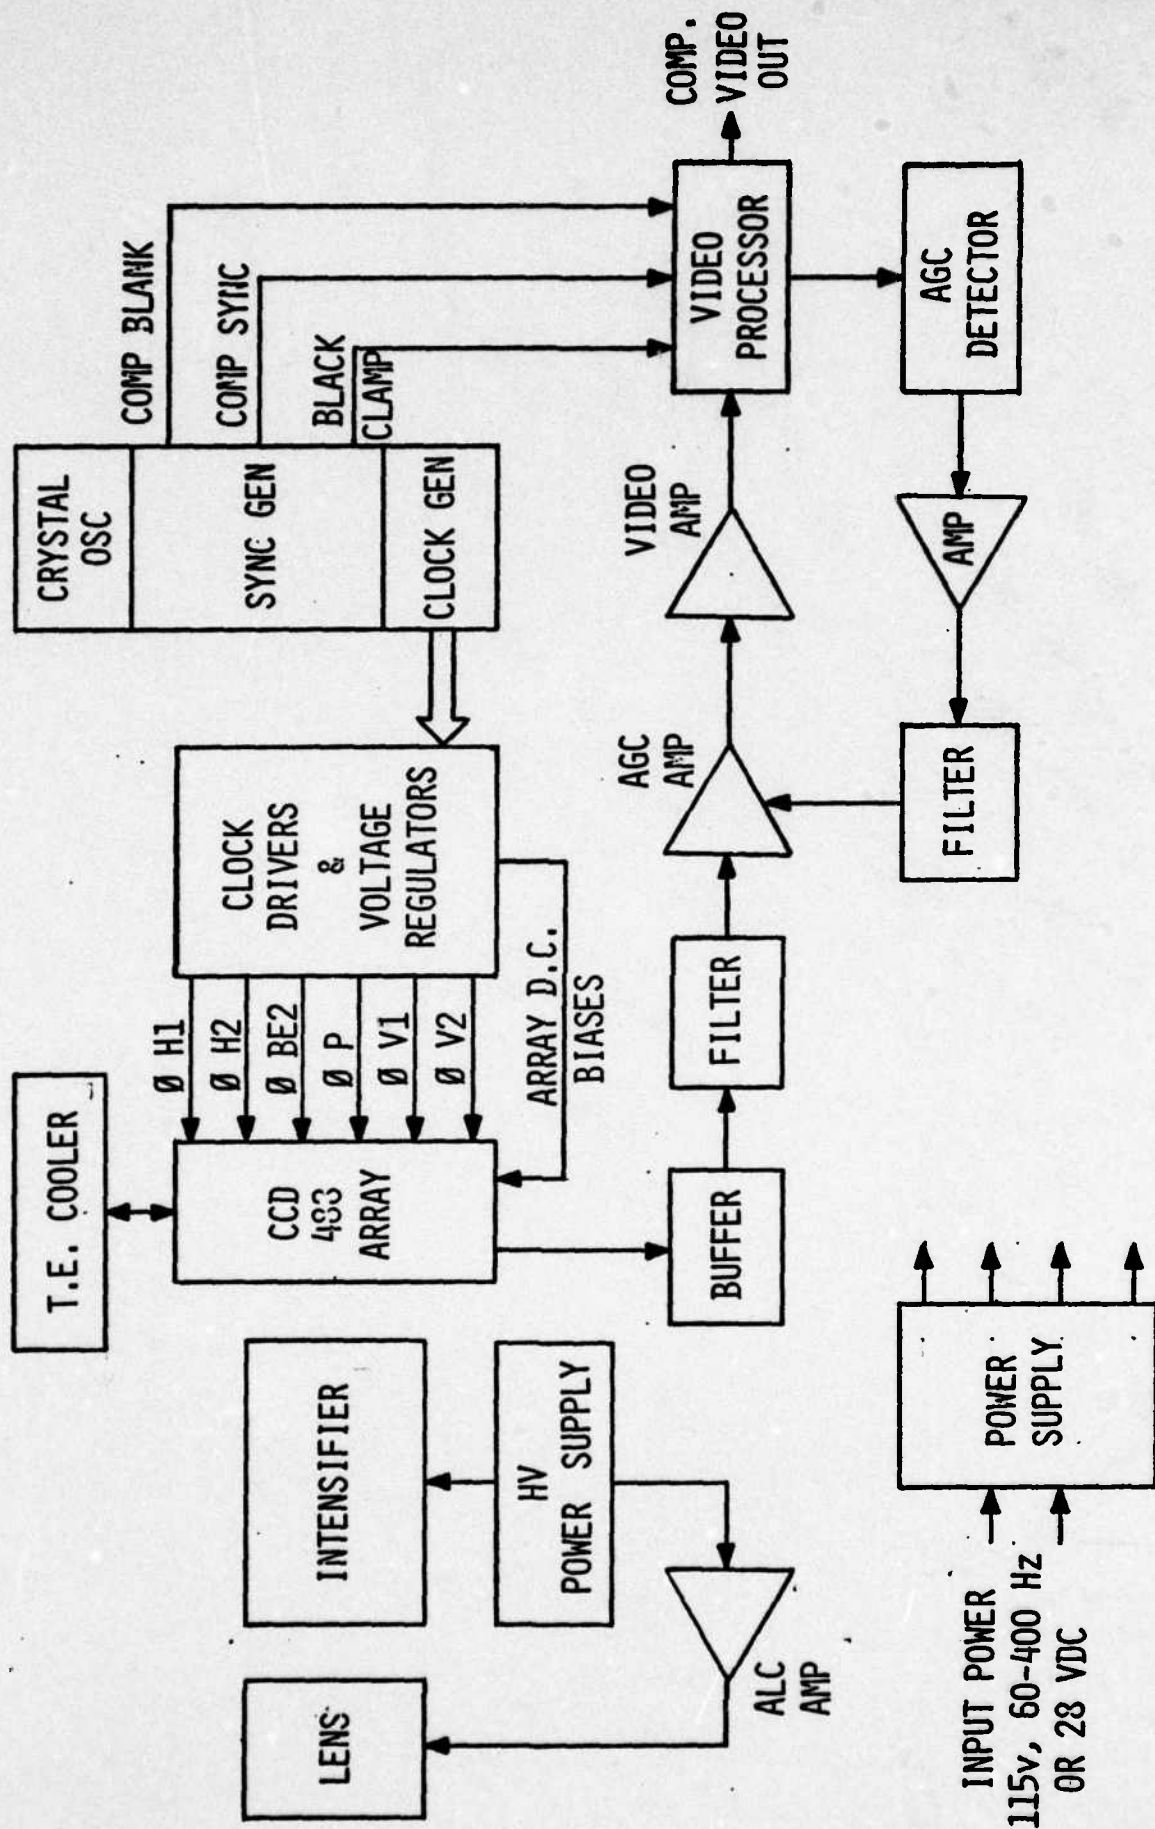 T.E. COOLER
CRYSTAL
OSC
SYNC GEN
CLOCK GEN
COMP BLANK
COMP SYNC
BLACK
CLAMP
LENS
INTENSIFIER
HV
POWER SUPPLY
ALC
AMP
CCD
ARRAY
Ø H1
Ø H2
Ø BE2
Ø P
Ø V1
Ø V2
ARRAY D.C.
BIASES
CLOCK
DRIVERS
&
VOLTAGE
REGULATORS
BUFFER
FILTER
AGC
AMP
VIDEO
AMP
VIDEO
PROCESSOR
COMP.
VIDEO
OUT
INPUT POWER
115v, 60-400 Hz
OR 28 VDC
POWER
SUPPLY
FILTER
AMP
AGC
DETECTOR